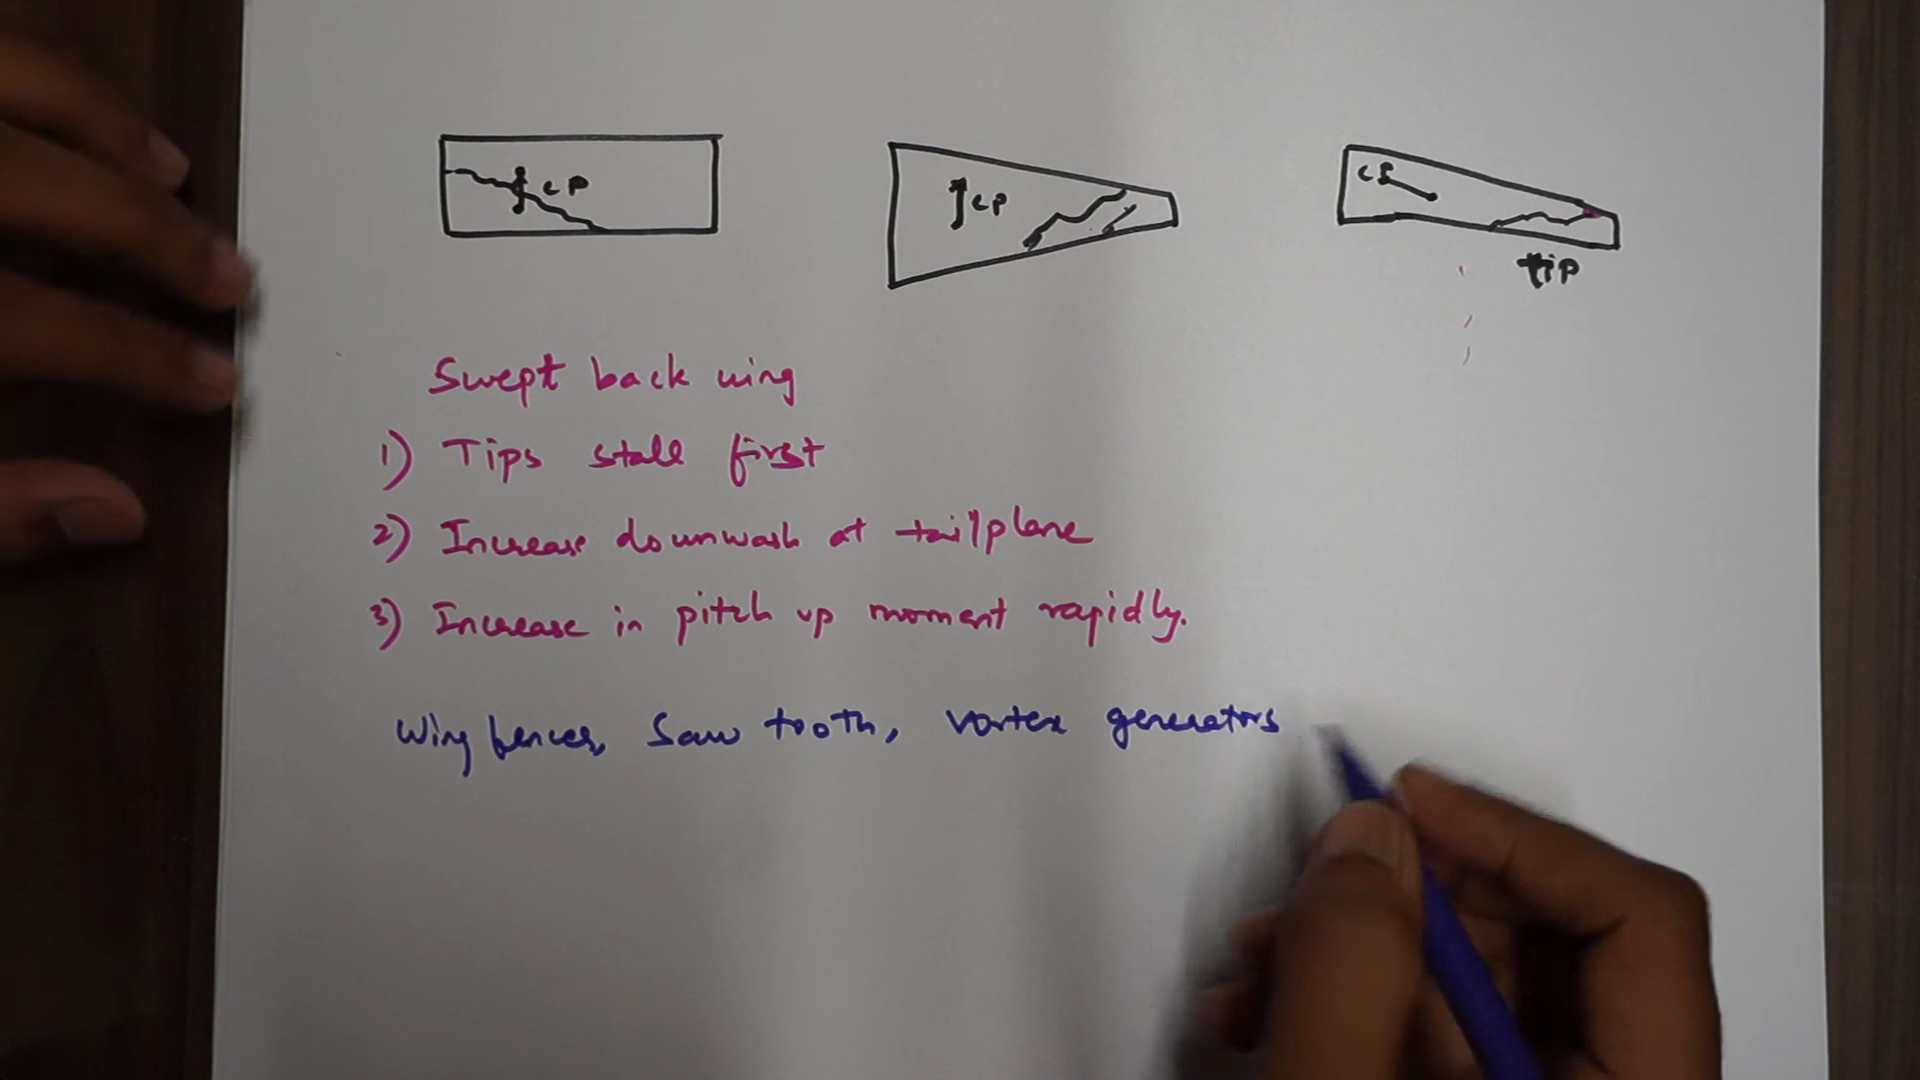 CP
CP
CP
tip
Swept back wing
1) Tips stall first
2) Increase downwash at tailplane
3) Increase in pitch up moment rapidly.
Wing fences, Saw tooth, vortex generators